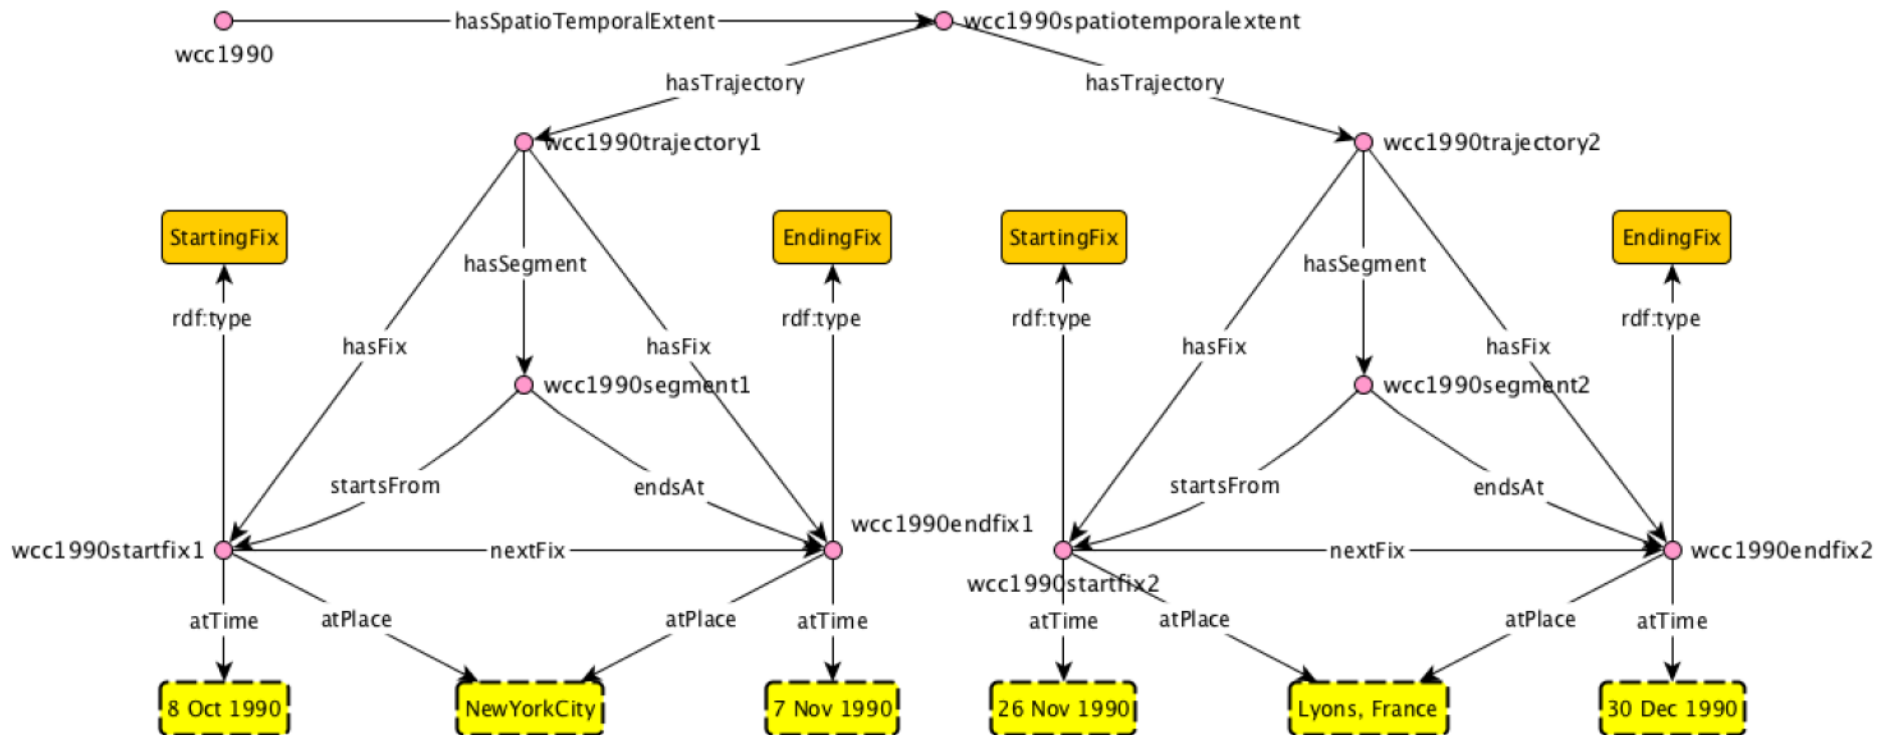 hasSpatioTemporalExtent
wcc1990spatiotemporalextent
wcc1990
hasTrajectory
hasTrajectory
wcc1990trajectory1
wcc1990trajectory2
StartingFix
EndingFix
StartingFix
EndingFix
hasSegment
hasSegment
rdf:type
rdf:type
rdf:type
rdf:type
hasFix
hasFix
hasFix
hasFix
wcc1990segment1
wcc1990segment2
startsFrom
endsAt
startsFrom
endsAt
wcc1990endfix1
wcc1990startfix1
nextFix
nextFix
wcc1990endfix2
wcc1990startfix2
atTime
atPlace
atPlace
atTime
atTime
atPlace
atPlace
atTime
8 Oct 1990
NewYorkCity
7 Nov 1990
26 Nov 1990
Lyons, France
30 Dec 1990